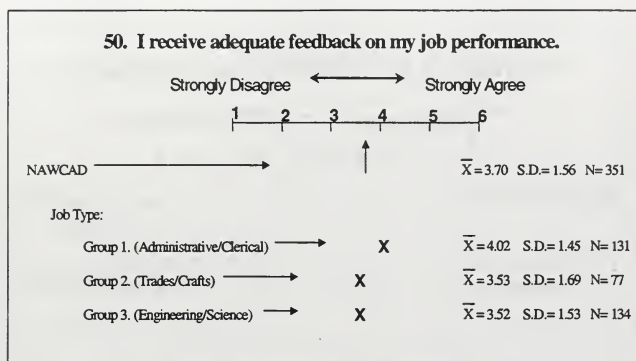 50. I receive adequate feedback on my job performance.
Strongly Disagree Strongly Agree
1 2 3 4 5 6
NAWCAD X̄=3.70 S.D.= 1.56 N= 351
Job Type:
Group 1. (Administrative/Clerical) X X̄=4.02 S.D.= 1.45 N= 131
Group 2. (Trades/Crafts) X X̄=3.53 S.D.= 1.69 N= 77
Group 3. (Engineering/Science) X X̄=3.52 S.D.= 1.53 N= 134